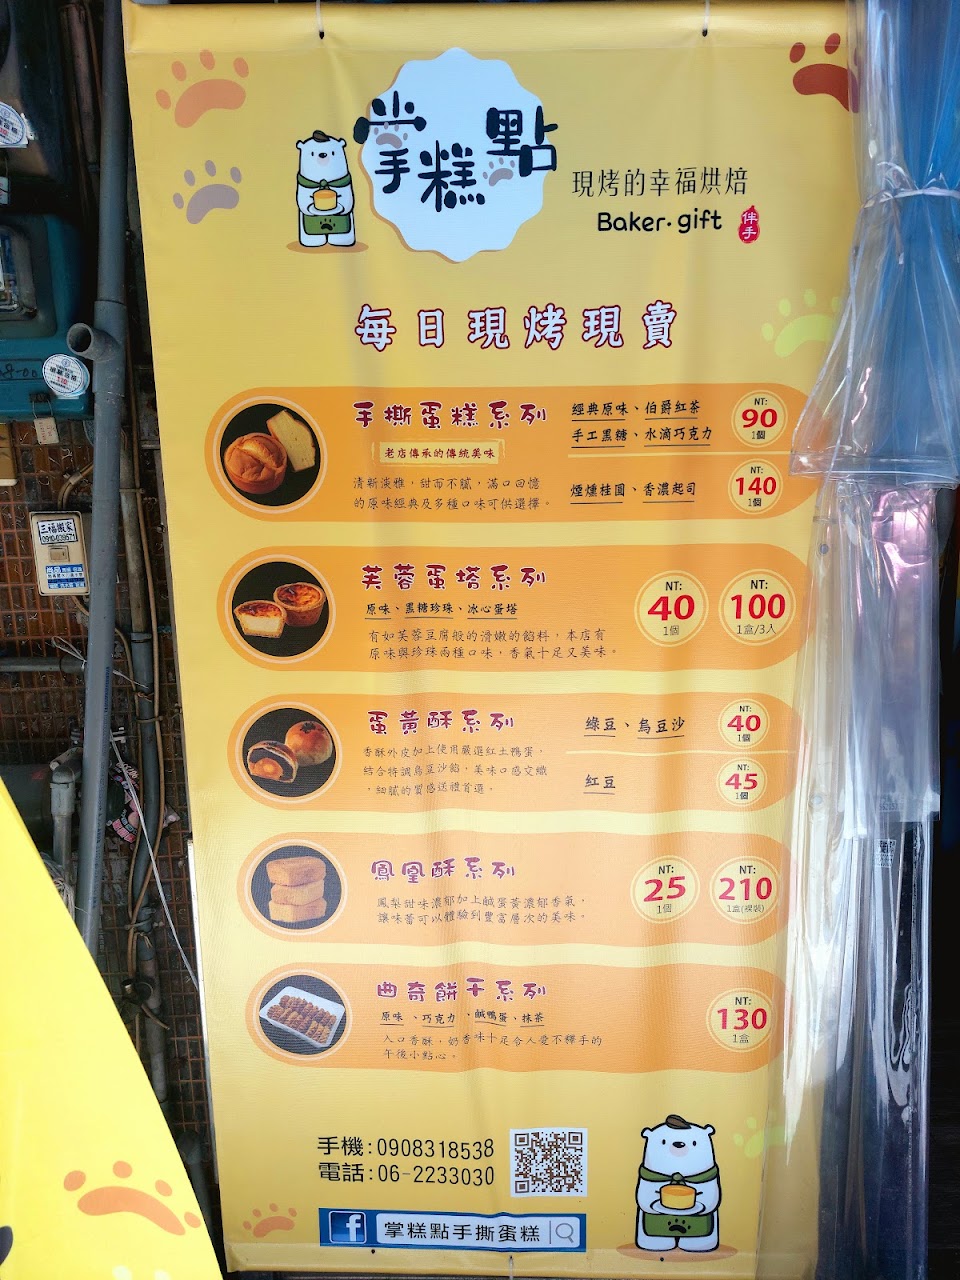 掌糕點
現烤的幸福烘焙
Baker·gift
伴手
每日現烤現賣
手撕蛋糕系列
老店傳承的傳統美味
清新淡雅，甜而不膩，滿口回憶
的原味經典及多種口味可供選擇。
經典原味、伯爵紅茶
手工黑糖、水滴巧克力
NT:
90
1個
煙燻桂圓、香濃起司
NT:
140
1個
芙蓉蛋塔系列
原味、黑糖珍珠、冰心蛋塔
有如芙蓉豆腐般的滑嫩的餡料，本店有
原味與珍珠兩種口味，香氣十足又美味。
NT:
40
1個
NT:
100
1盒/3入
蛋黃酥系列
香酥外皮加上使用嚴選紅土鴨蛋，
結合特調烏豆沙餡，美味口感交織
，細膩的質感送禮首選。
綠豆、烏豆沙
NT:
40
1個
紅豆
NT:
45
1個
鳳凰酥系列
鳳梨甜味濃郁加上鹹蛋黃濃郁香氣，
讓味蕾可以體驗到豐富層次的美味。
NT:
25
1個
NT:
210
1盒(裸裝)
曲奇餅干系列
原味、巧克力、鹹鴨蛋、抹茶
入口香酥，奶香味十足令人愛不釋手的
午後小點心。
NT:
130
1盒
手機:0908318538
電話:06-2233030
掌糕點手撕蛋糕
三福搬家